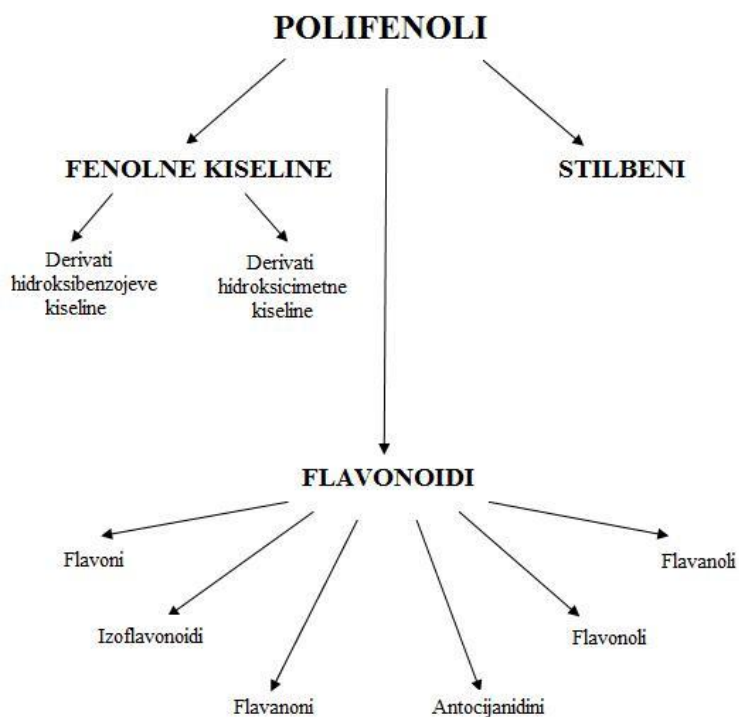 POLIFENOLI
FENOLNE KISELINE
STILBENI
Derivati
hidroksibenzojeve
kiseline
Derivati
hidroksicimetne
kiseline
FLAVONOIDI
Flavoni
Flavanoli
Izoflavonoidi
Flavonoli
Flavanoni
Antocijanidini